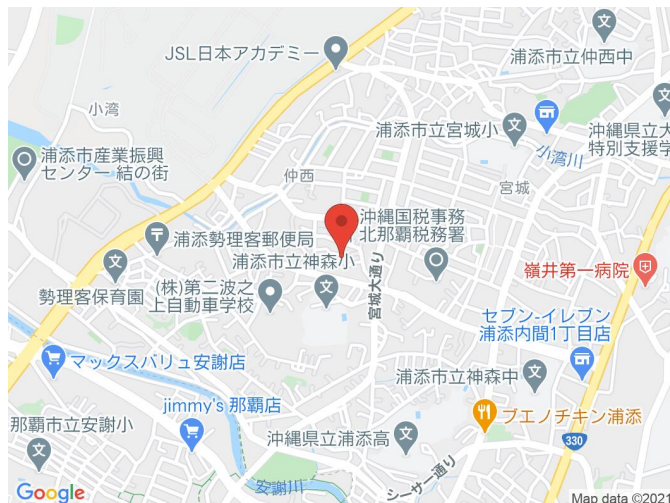 JSL日本アカデミー
浦添市立仲西中
小湾
浦添市立宮城小
沖縄県立大
特別支援学
小湾川
浦添市産業振興
センター 結の街
仲西
宮城
沖縄国税事務
北那覇税務署
浦添勢理客郵便局
浦添市立神森小
嶺井第一病院
勢理客保育園
(株)第二波之
上自動車学校
宮城大通り
セブン-イレブン
浦添内間1丁目店
マックスバリュ安謝店
浦添市立神森中
jimmy's 那覇店
ブエノチキン浦添
那覇市立安謝小
沖縄県立浦添高
330
シーサー通り
安謝川
Google
Map data ©2021